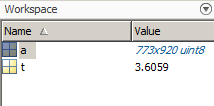 Workspace
Name Value
a 773x920 uint8
t 3.6059